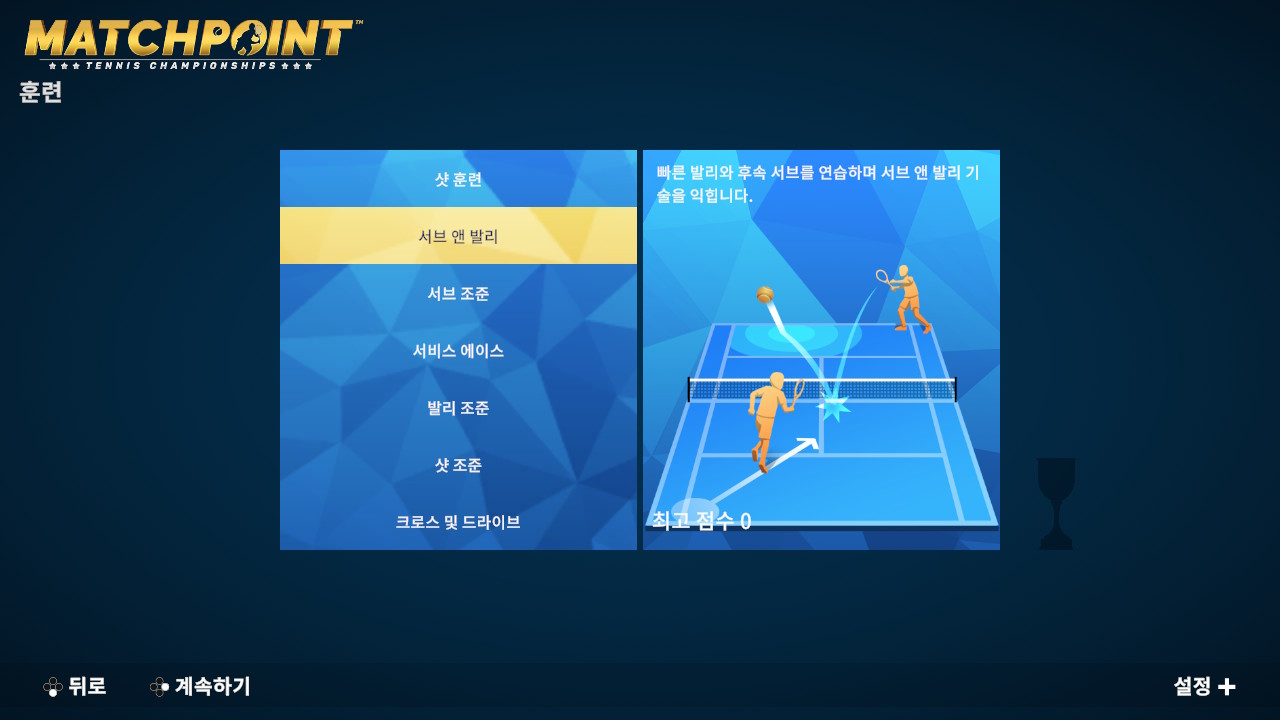 MATCHPOINT™
TENNIS CHAMPIONSHIPS
훈련
샷 훈련
서브 앤 발리
서브 조준
서비스 에이스
발리 조준
샷 조준
크로스 및 드라이브
빠른 발리와 후속 서브를 연습하며 서브 앤 발리 기
술을 익힙니다.
최고 점수 0
뒤로
계속하기
설정 +